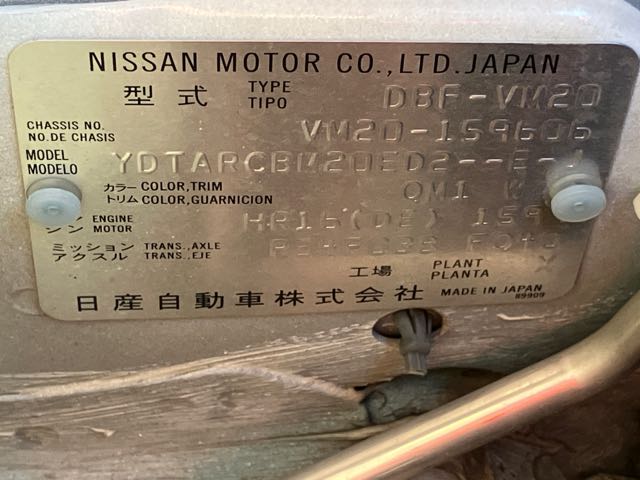 NISSAN MOTOR CO.,LTD.JAPAN
型式 TYPE TIPO DBF-VM20
CHASSIS NO. NO.DE CHASIS VM20-159606
MODEL MODELO YDTARCBM20ED2--E-J
カラー COLOR,TRIM トリム COLOR,GUARNICION QM1
ENGINE MOTOR HR16(DE) 159
ミッション TRANS.,AXLE アクスル TRANS.,EJE
工場 PLANT PLANTA
日産自動車株式会社 MADE IN JAPAN
89909